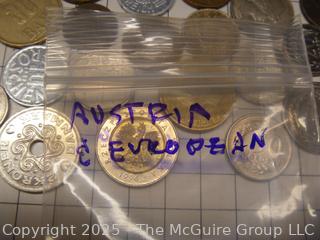 AUSTRIA
& EUROPEAN
Copyright 2025 - The McGuire Group LLC